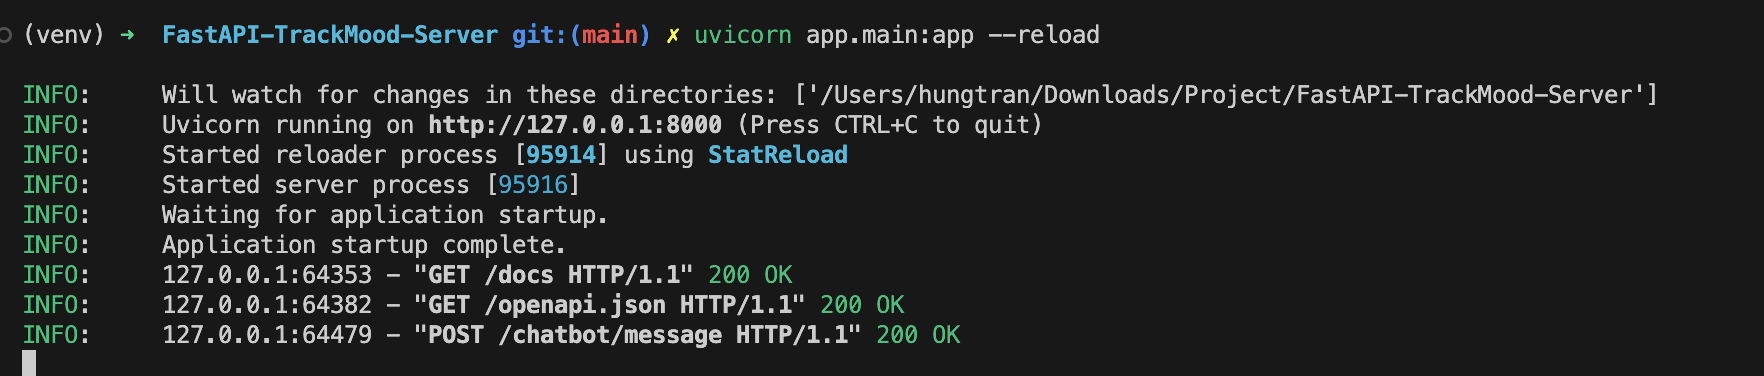 (venv) ➜  FastAPI-TrackMood-Server git:(main) ✗ uvicorn app.main:app --reload
INFO:     Will watch for changes in these directories: ['/Users/hungtran/Downloads/Project/FastAPI-TrackMood-Server']
INFO:     Uvicorn running on http://127.0.0.1:8000 (Press CTRL+C to quit)
INFO:     Started reloader process [95914] using StatReload
INFO:     Started server process [95916]
INFO:     Waiting for application startup.
INFO:     Application startup complete.
INFO:     127.0.0.1:64353 - "GET /docs HTTP/1.1" 200 OK
INFO:     127.0.0.1:64382 - "GET /openapi.json HTTP/1.1" 200 OK
INFO:     127.0.0.1:64479 - "POST /chatbot/message HTTP/1.1" 200 OK